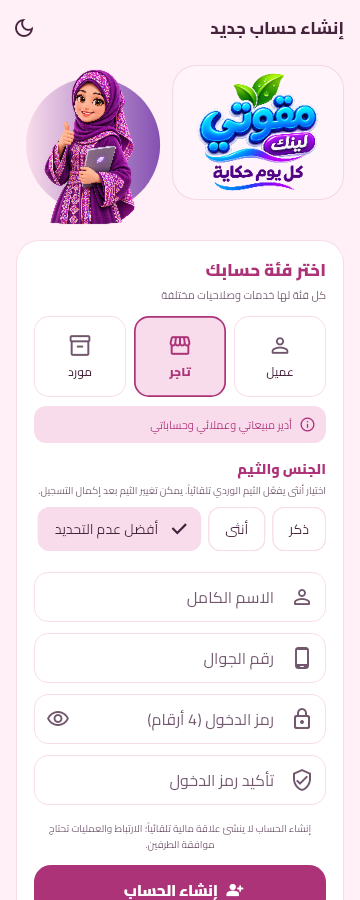 إنشاء حساب جديد
مقوتي
لينك
كل يوم حكاية
اختر فئة حسابك
كل فئة لها خدمات وصلاحيات مختلفة
عميل
تاجر
مورد
أدير مبيعاتي وعملائي وحساباتي
الجنس والثيم
اختيار أنثى يفعّل الثيم الوردي تلقائياً. يمكن تغيير الثيم بعد إكمال التسجيل.
ذكر
أنثى
أفضل عدم التحديد
الاسم الكامل
رقم الجوال
رمز الدخول (4 أرقام)
تأكيد رمز الدخول
إنشاء الحساب لا ينشئ علاقة مالية تلقائياً؛ الارتباط والعمليات تحتاج
موافقة الطرفين.
إنشاء الحساب